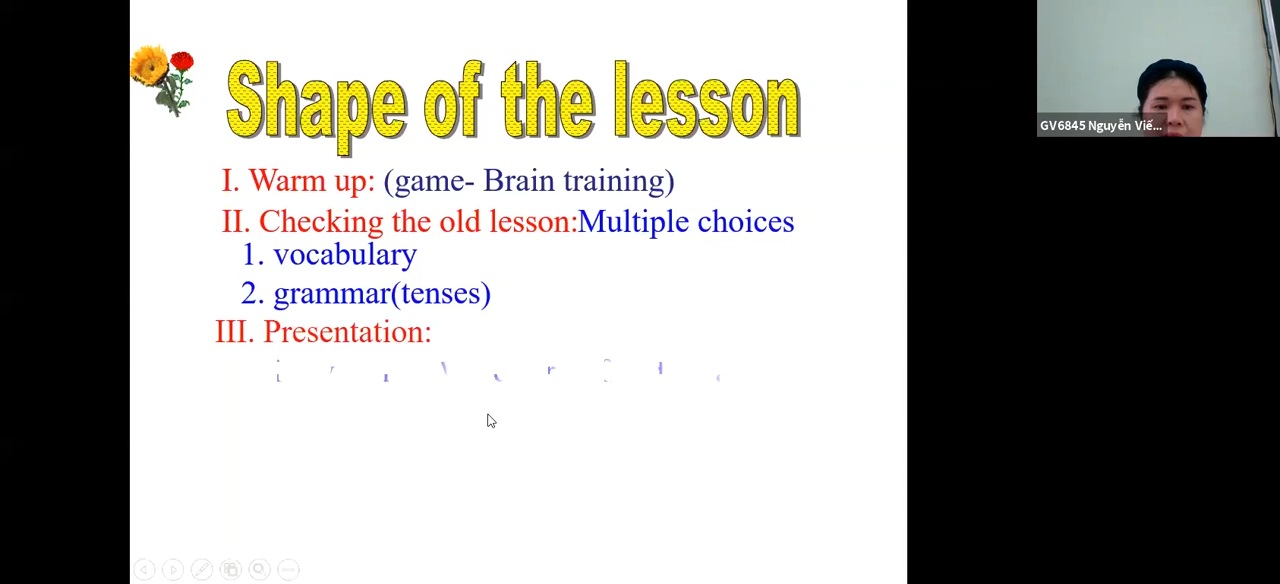 Shape of the lesson
I. Warm up: (game- Brain training)
II. Checking the old lesson:Multiple choices
1. vocabulary
2. grammar(tenses)
III. Presentation:
GV6845 Nguyễn Viế...